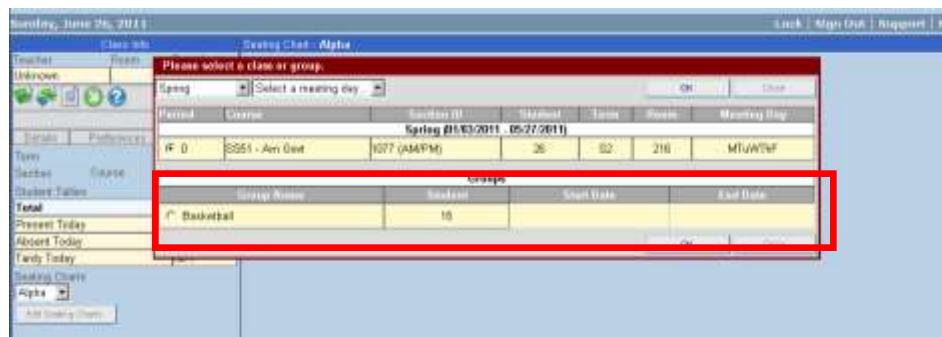 Sunday, June 26, 2011 Lock | Sign Out | Support |
Class Info Seating Chart - Alpha
Teacher Room
Unknown
Please select a class or group.
Spring Select a meeting day OK Close
Period Course Section ID Student Term Room Meeting Day
Spring (01/03/2011 - 05/27/2011)
0 SS51 - Am Govt 1077 (AM/PM) 26 S2 216 MTuWThF
Details Preferences
Term
Section Course
Groups
Group Name Student Start Date End Date
Basketball
OK Close
Student Tallies
Total
Present Today
Absent Today
Tardy Today
Seating Charts
Alpha
Add Seating Charts